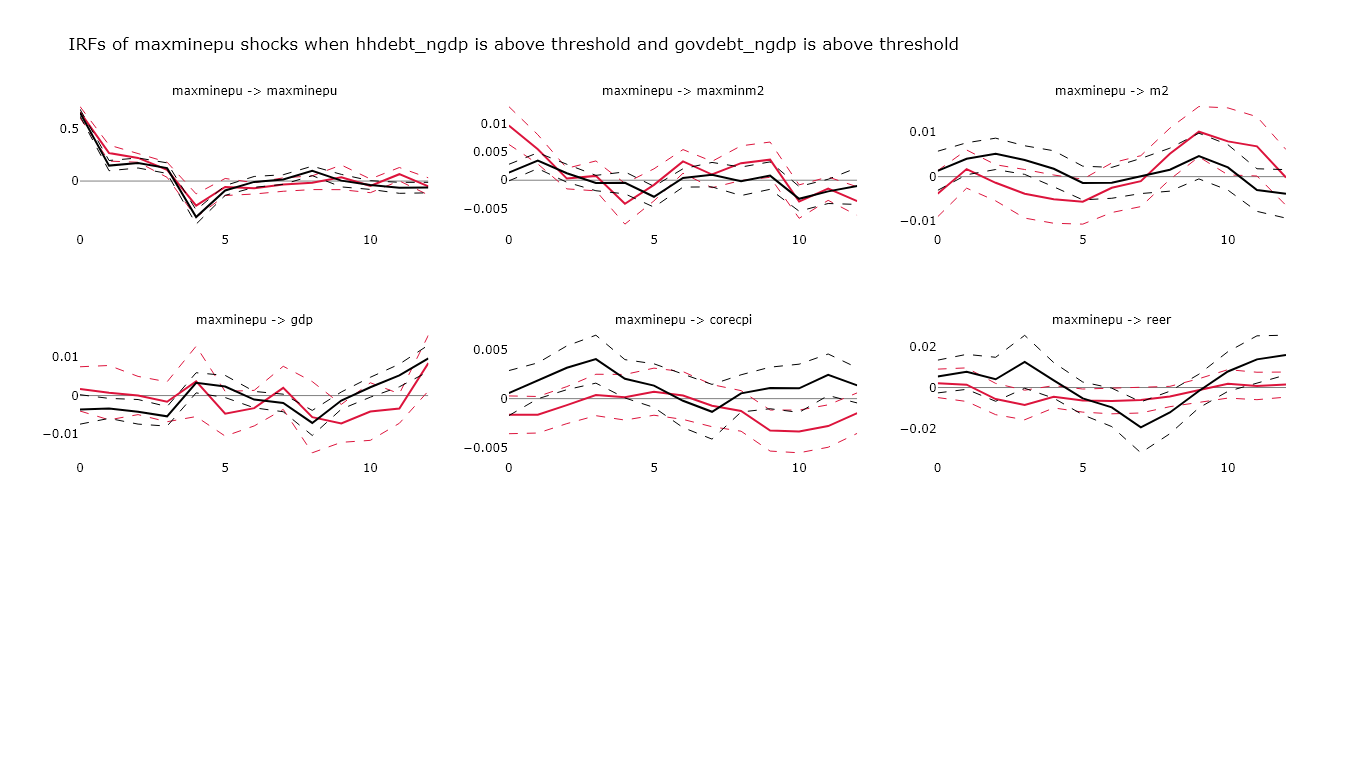 IRFs of maxminepu shocks when hhdebt_ngdp is above threshold and govdebt_ngdp is above threshold
maxminepu -> maxminepu
0.5
0
0 5 10
maxminepu -> maxminm2
0.01
0.005
0
−0.005
0 5 10
maxminepu -> m2
0.01
0
−0.01
0 5 10
maxminepu -> gdp
0.01
0
−0.01
0 5 10
maxminepu -> corecpi
0.005
0
−0.005
0 5 10
maxminepu -> reer
0.02
0
−0.02
0 5 10